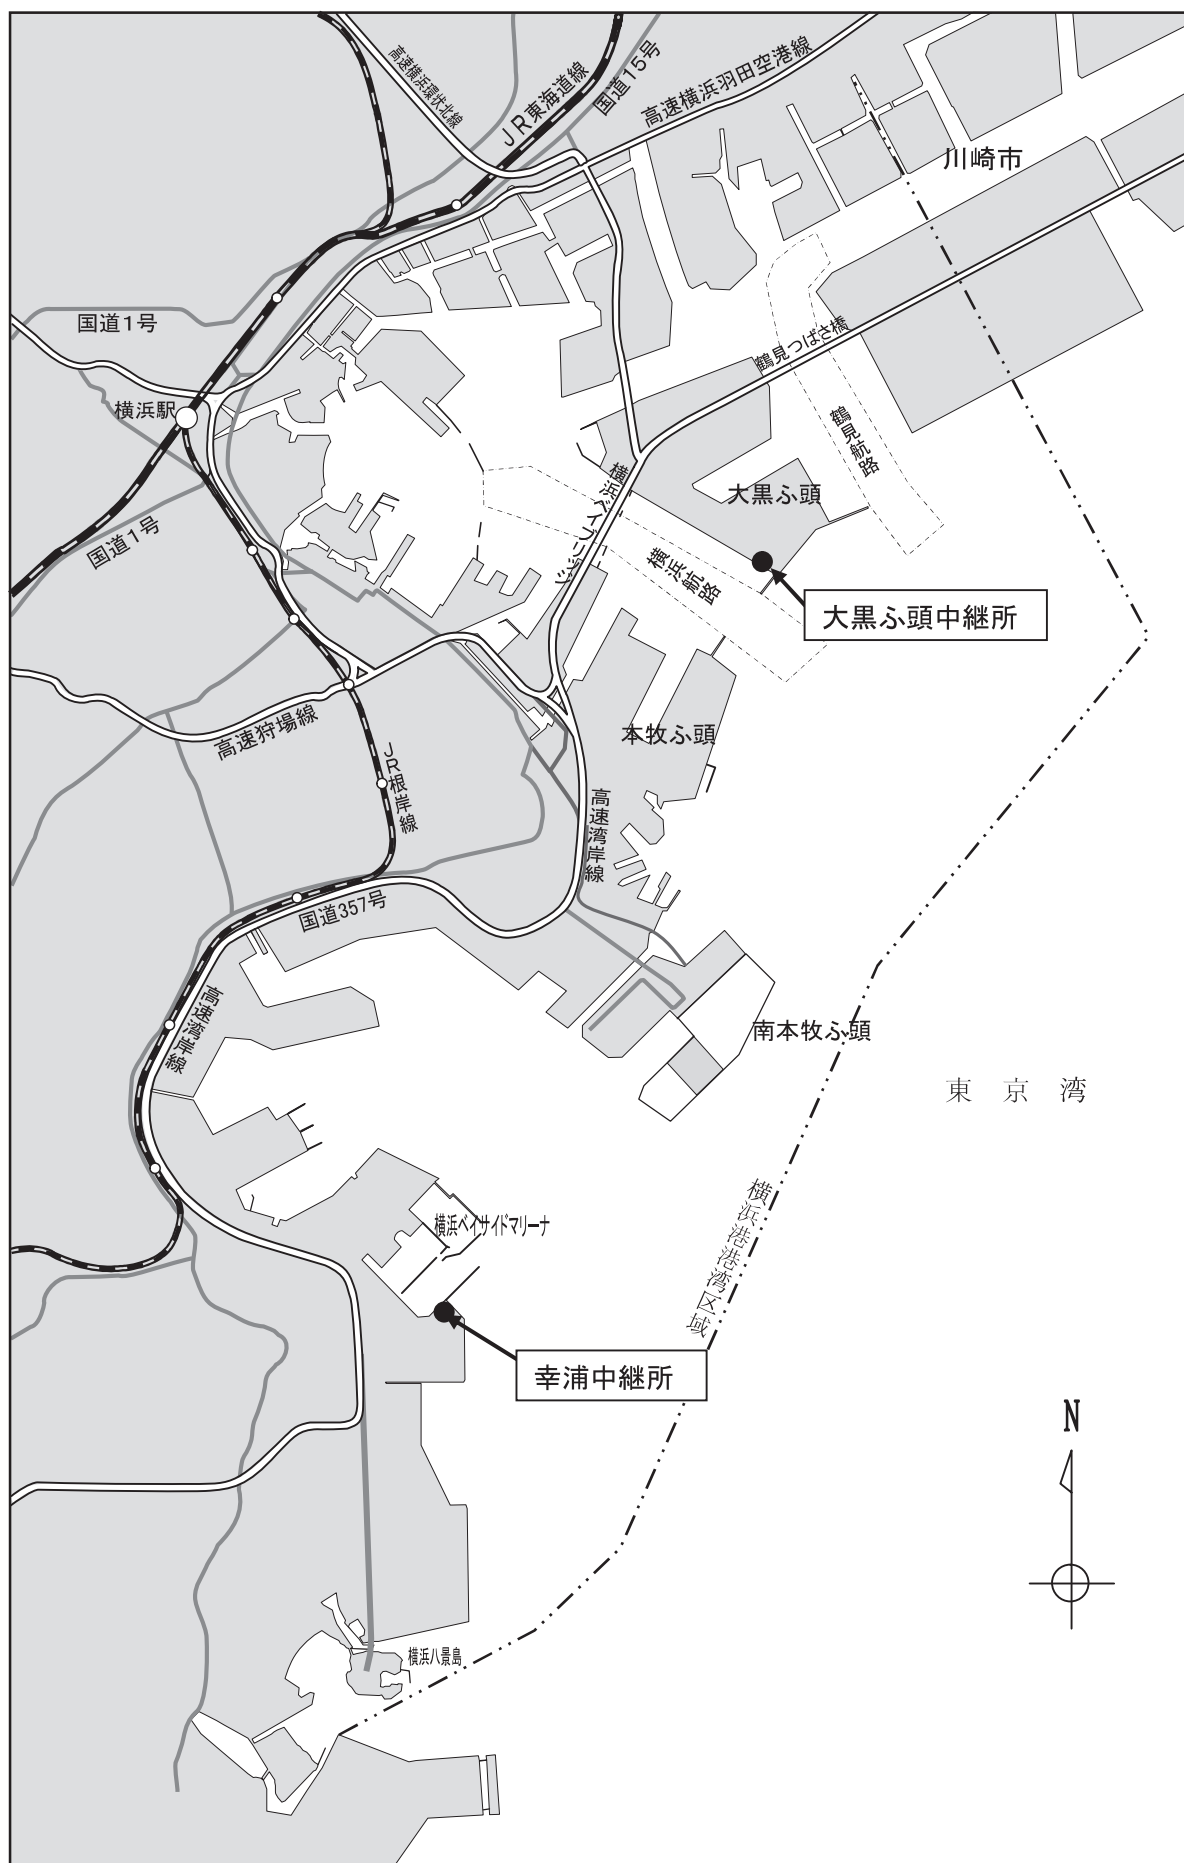 高速横浜環状北線
JR東海道線
国道15号
高速横浜羽田空港線
川崎市
国道1号
鶴見つばさ橋
横浜駅
鶴見航路
横浜ベイブリッジ
大黒ふ頭
国道1号
横浜航路
大黒ふ頭中継所
高速狩場線
本牧ふ頭
JR根岸線
高速湾岸線
国道357号
高速湾岸線
南本牧ふ頭
東京湾
横浜港港湾区域
横浜ベイサイドマリーナ
幸浦中継所
N
横浜八景島